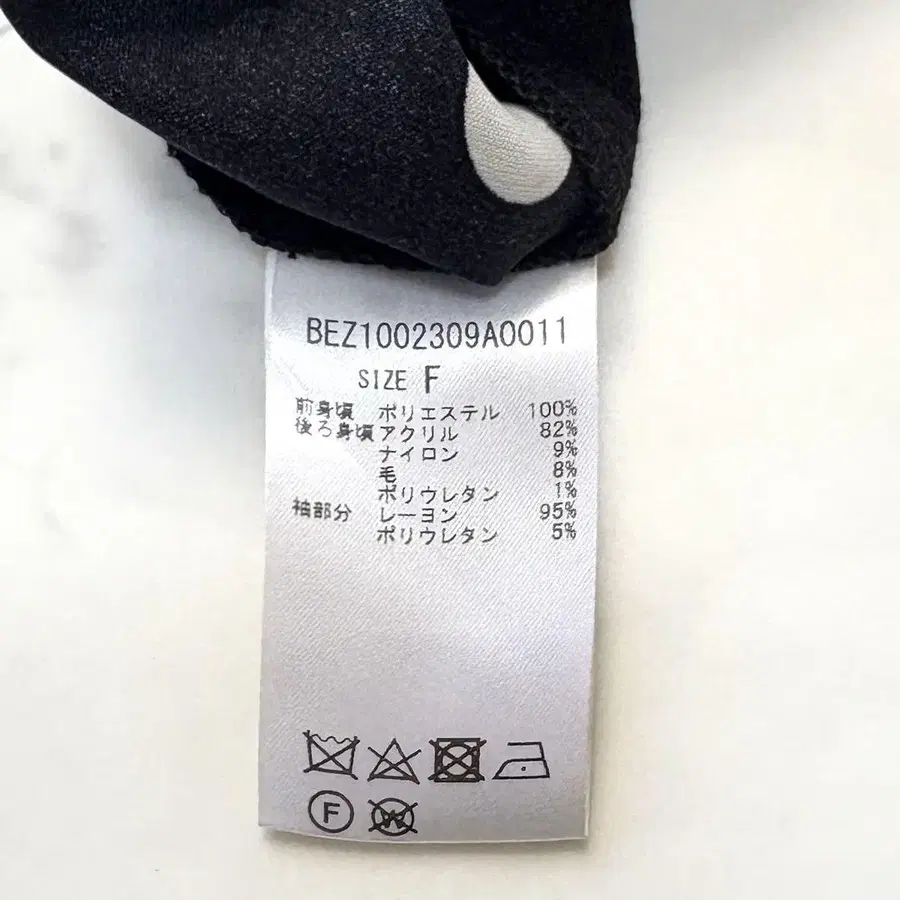 BEZ1002309A0011
SIZE F
前身頃 ポリエステル 100%
後ろ身頃 アクリル 82%
ナイロン 9%
毛 8%
ポリウレタン 1%
袖部分 レーヨン 95%
ポリウレタン 5%
F W